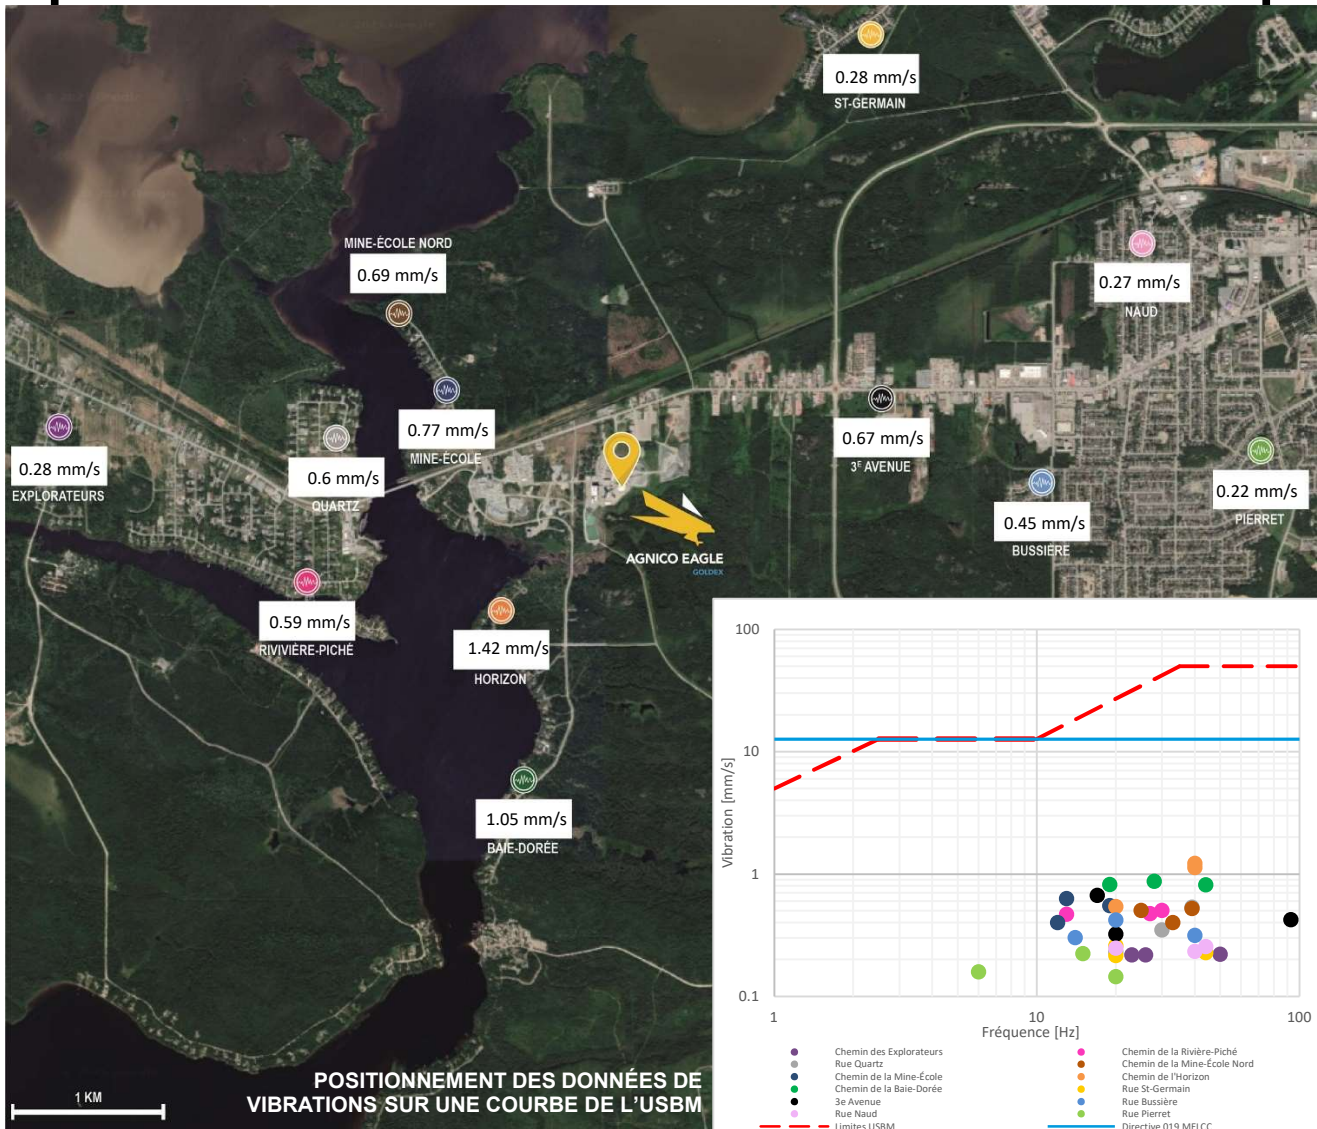 0.28 mm/s
ST-GERMAIN
MINE-ÉCOLE NORD
0.69 mm/s
0.27 mm/s
NAUD
0.77 mm/s
MINE-ÉCOLE
0.67 mm/s
3E AVENUE
0.28 mm/s
EXPLORATEURS
0.6 mm/s
QUARTZ
0.22 mm/s
PIERRET
0.45 mm/s
BUSSIÈRE
AGNICO EAGLE
GOLDEX
0.59 mm/s
RIVIVIÈRE-PICHÉ
1.42 mm/s
HORIZON
1.05 mm/s
BAIE-DORÉE
100
10
1
0.1
Vibration [mm/s]
1
10
100
Fréquence [Hz]
Chemin des Explorateurs
Chemin de la Rivière-Piché
Rue Quartz
Chemin de la Mine-École Nord
Chemin de la Mine-École
Chemin de l'Horizon
Chemin de la Baie-Dorée
Rue St-Germain
3e Avenue
Rue Bussière
Rue Naud
Rue Pierret
Limites USBM
Directive 019 MELCC
POSITIONNEMENT DES DONNÉES DE
VIBRATIONS SUR UNE COURBE DE L'USBM
1 KM